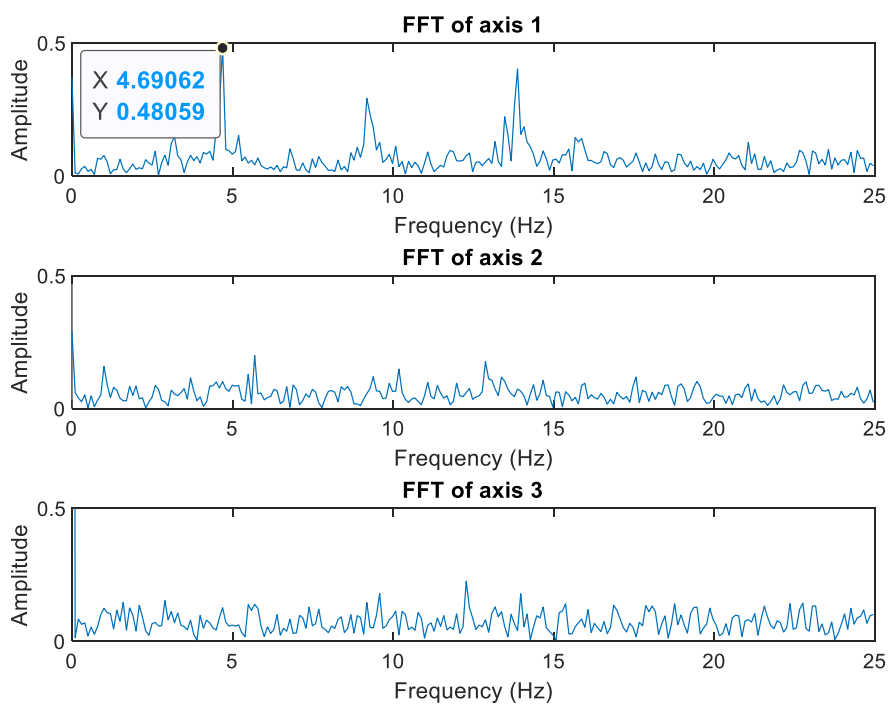 FFT of axis 1
0.5
X 4.69062
Y 0.48059
Amplitude
0
0 5 10 15 20 25
Frequency (Hz)
FFT of axis 2
0.5
Amplitude
0
0 5 10 15 20 25
Frequency (Hz)
FFT of axis 3
0.5
Amplitude
0
0 5 10 15 20 25
Frequency (Hz)